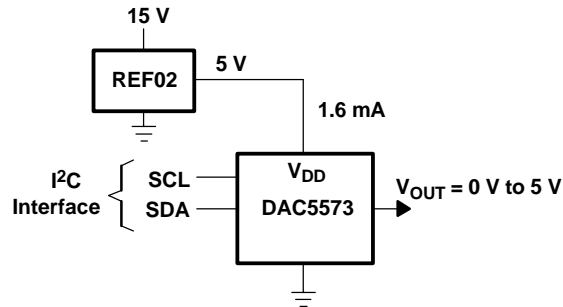 15 V
REF02
5 V
1.6 mA
I²C
Interface
SCL
SDA
VDD
DAC5573
VOUT = 0 V to 5 V